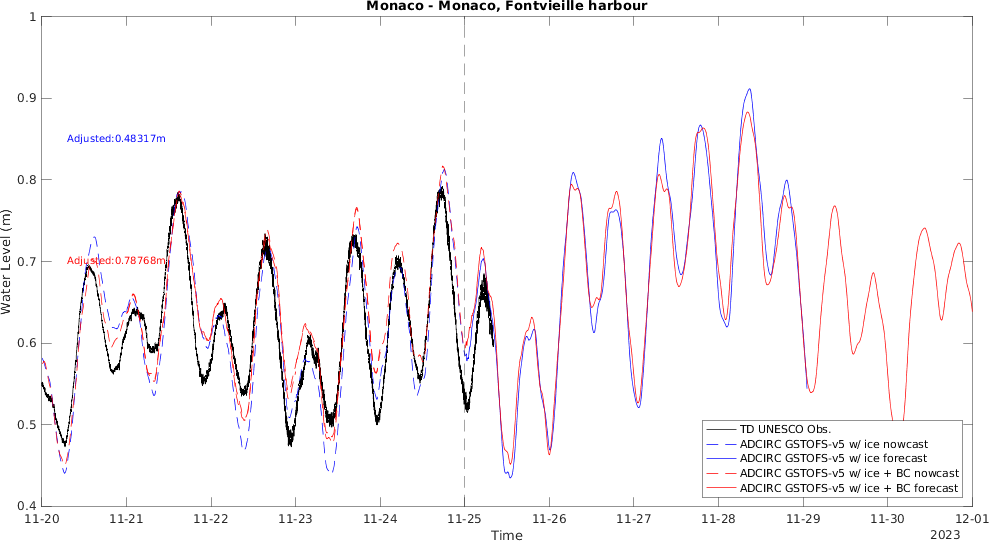 Monaco - Monaco, Fontvieille harbour
Water Level (m)
1
0.9
0.8
0.7
0.6
0.5
0.4
Adjusted:0.48317m
Adjusted:0.78768m
TD UNESCO Obs.
ADCIRC GSTOFS-v5 w/ ice nowcast
ADCIRC GSTOFS-v5 w/ ice forecast
ADCIRC GSTOFS-v5 w/ ice + BC nowcast
ADCIRC GSTOFS-v5 w/ ice + BC forecast
11-20 11-21 11-22 11-23 11-24 11-25 11-26 11-27 11-28 11-29 11-30 12-01
Time
2023